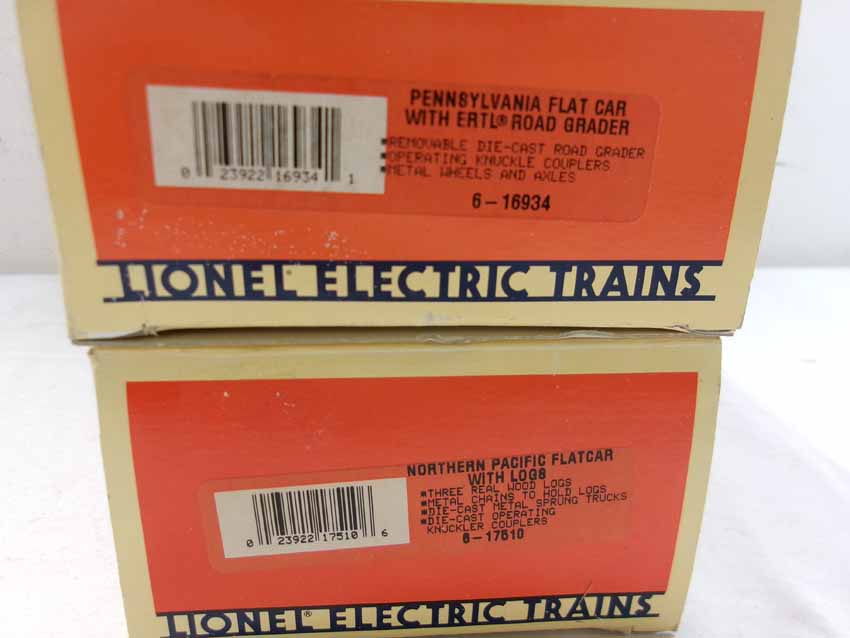 PENNSYLVANIA FLAT CAR
WITH ERTL® ROAD GRADER
▪REMOVABLE DIE-CAST ROAD GRADER
▪OPERATING KNUCKLE COUPLERS
▪METAL WHEELS AND AXLES
6-16934
0 23922 16934 1
LIONEL ELECTRIC TRAINS
NORTHERN PACIFIC FLATCAR
WITH LOGS
▪THREE REAL WOOD LOGS
▪METAL CHAINS TO HOLD LOGS
▪DIE-CAST METAL SPRUNG TRUCKS
▪DIE-CAST OPERATING
KNJCKLER COUPLERS
6-17510
0 23922 17510 6
LIONEL® ELECTRIC TRAINS